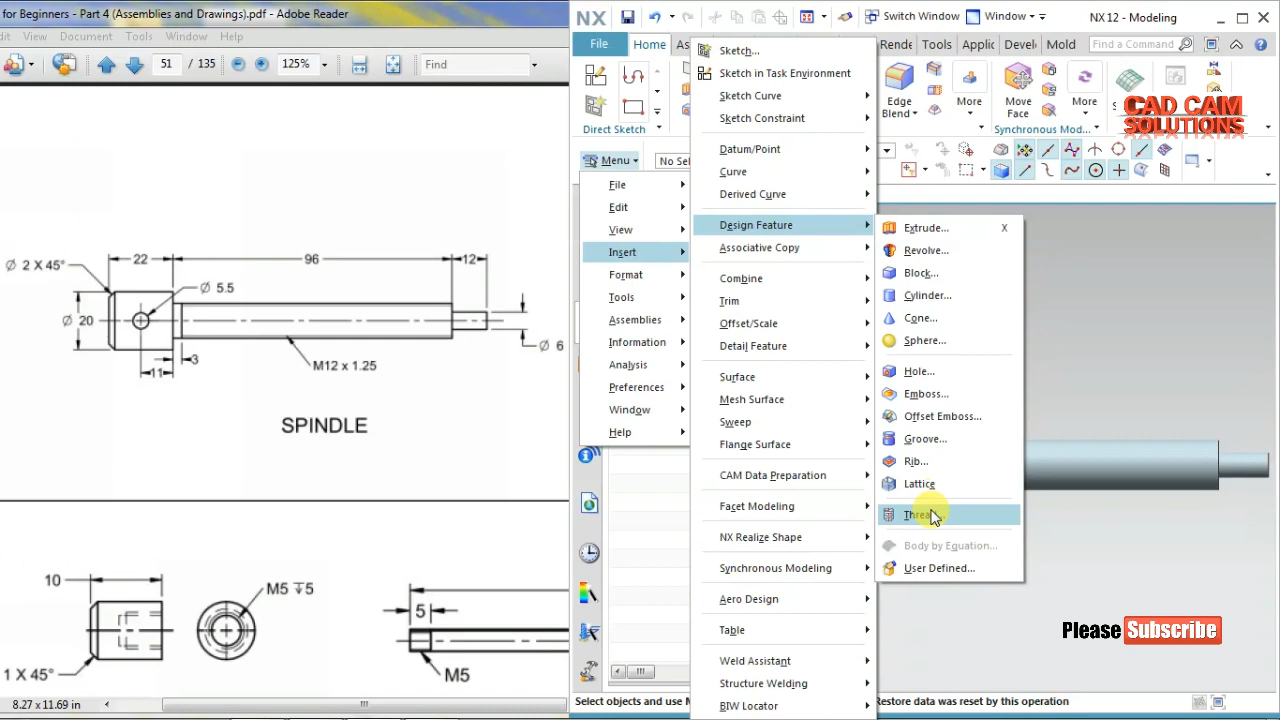 for Beginners - Part 4 (Assemblies and Drawings).pdf - Adobe Reader
View Document Tools Window Help
51 / 135 125% Find
22 96 12
Ø 2 X 45°
Ø 5.5
Ø 20
3
11
M12 x 1.25
Ø 6
SPINDLE
10
M5 ↧5
5
1 X 45°
M5
8.27 x 11.69 in
NX Switch Window Window NX 12 - Modeling
File Home Rende Tools Applic Develo Mold Find a Command
Direct Sketch
Edge Blend
More
Move Face
More
Synchronous Mod...
CAD CAM
SOLUTIONS
Menu No Sel
File
Edit
View
Insert
Format
Tools
Assemblies
Information
Analysis
Preferences
Window
Help
Sketch...
Sketch in Task Environment
Sketch Curve
Sketch Constraint
Datum/Point
Curve
Derived Curve
Design Feature
Associative Copy
Combine
Trim
Offset/Scale
Detail Feature
Surface
Mesh Surface
Sweep
Flange Surface
CAM Data Preparation
Facet Modeling
NX Realize Shape
Synchronous Modeling
Aero Design
Table
Weld Assistant
Structure Welding
BIW Locator
Extrude... X
Revolve...
Block...
Cylinder...
Cone...
Sphere...
Hole...
Emboss...
Offset Emboss...
Groove...
Rib...
Lattice
Body by Equation...
User Defined...
Please Subscribe
Select objects and use M
Restore data was reset by this operation